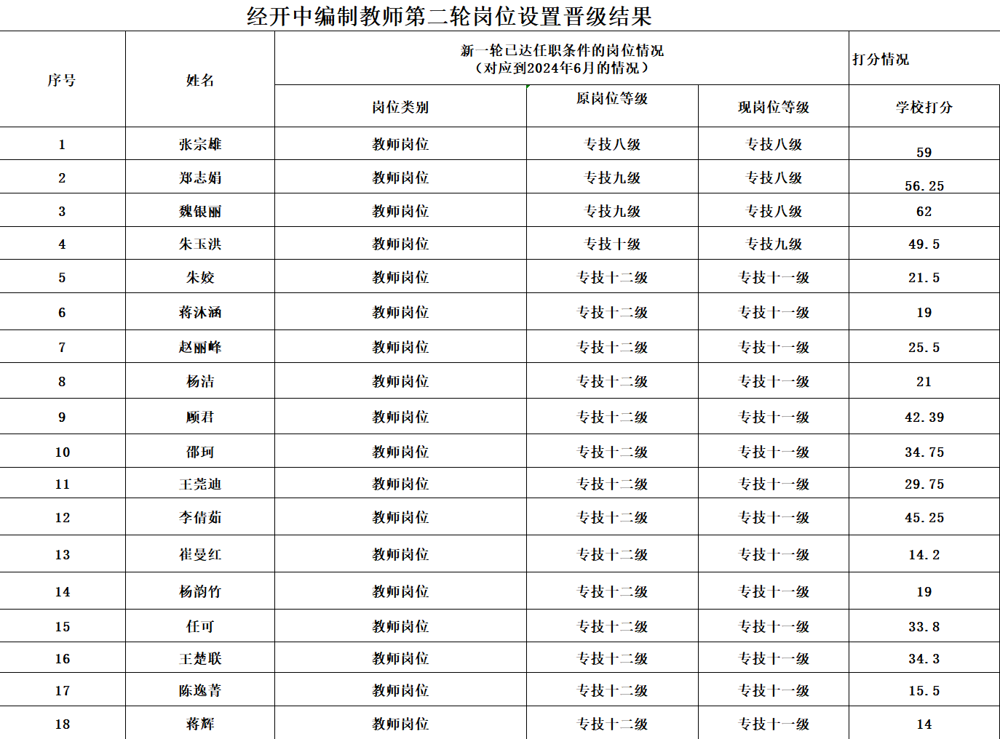 经开中编制教师第二轮岗位设置晋级结果
序号 姓名 新一轮已达任职条件的岗位情况
（对应到2024年6月的情况） 打分情况
岗位类别 原岗位等级 现岗位等级 学校打分
1 张宗雄 教师岗位 专技八级 专技八级 59
2 郑志娟 教师岗位 专技九级 专技八级 56.25
3 魏银丽 教师岗位 专技九级 专技八级 62
4 朱玉洪 教师岗位 专技十级 专技九级 49.5
5 朱姣 教师岗位 专技十二级 专技十一级 21.5
6 蒋沐涵 教师岗位 专技十二级 专技十一级 19
7 赵丽峰 教师岗位 专技十二级 专技十一级 25.5
8 杨洁 教师岗位 专技十二级 专技十一级 21
9 顾君 教师岗位 专技十二级 专技十一级 42.39
10 邵珂 教师岗位 专技十二级 专技十一级 34.75
11 王莞迪 教师岗位 专技十二级 专技十一级 29.75
12 李倩茹 教师岗位 专技十二级 专技十一级 45.25
13 崔曼红 教师岗位 专技十二级 专技十一级 14.2
14 杨韵竹 教师岗位 专技十二级 专技十一级 19
15 任可 教师岗位 专技十二级 专技十一级 33.8
16 王楚联 教师岗位 专技十二级 专技十一级 34.3
17 陈逸菁 教师岗位 专技十二级 专技十一级 15.5
18 蒋辉 教师岗位 专技十二级 专技十一级 14